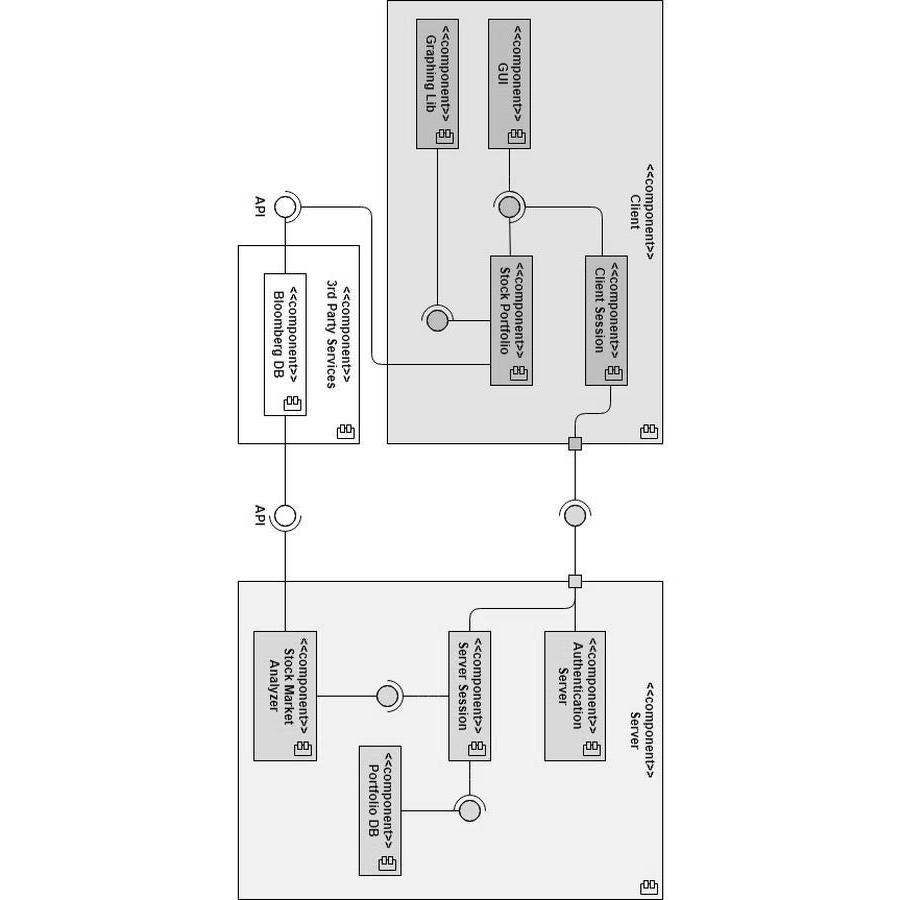 <<component>>
Client
<<component>>
GUI
<<component>>
Graphing Lib
<<component>>
Client Session
<<component>>
Stock Portfolio
API
<<component>>
3rd Party Services
<<component>>
Bloomberg DB
API
<<component>>
Server
<<component>>
Authentication
Server
<<component>>
Server Session
<<component>>
Stock Market
Analyzer
<<component>>
Portfolio DB